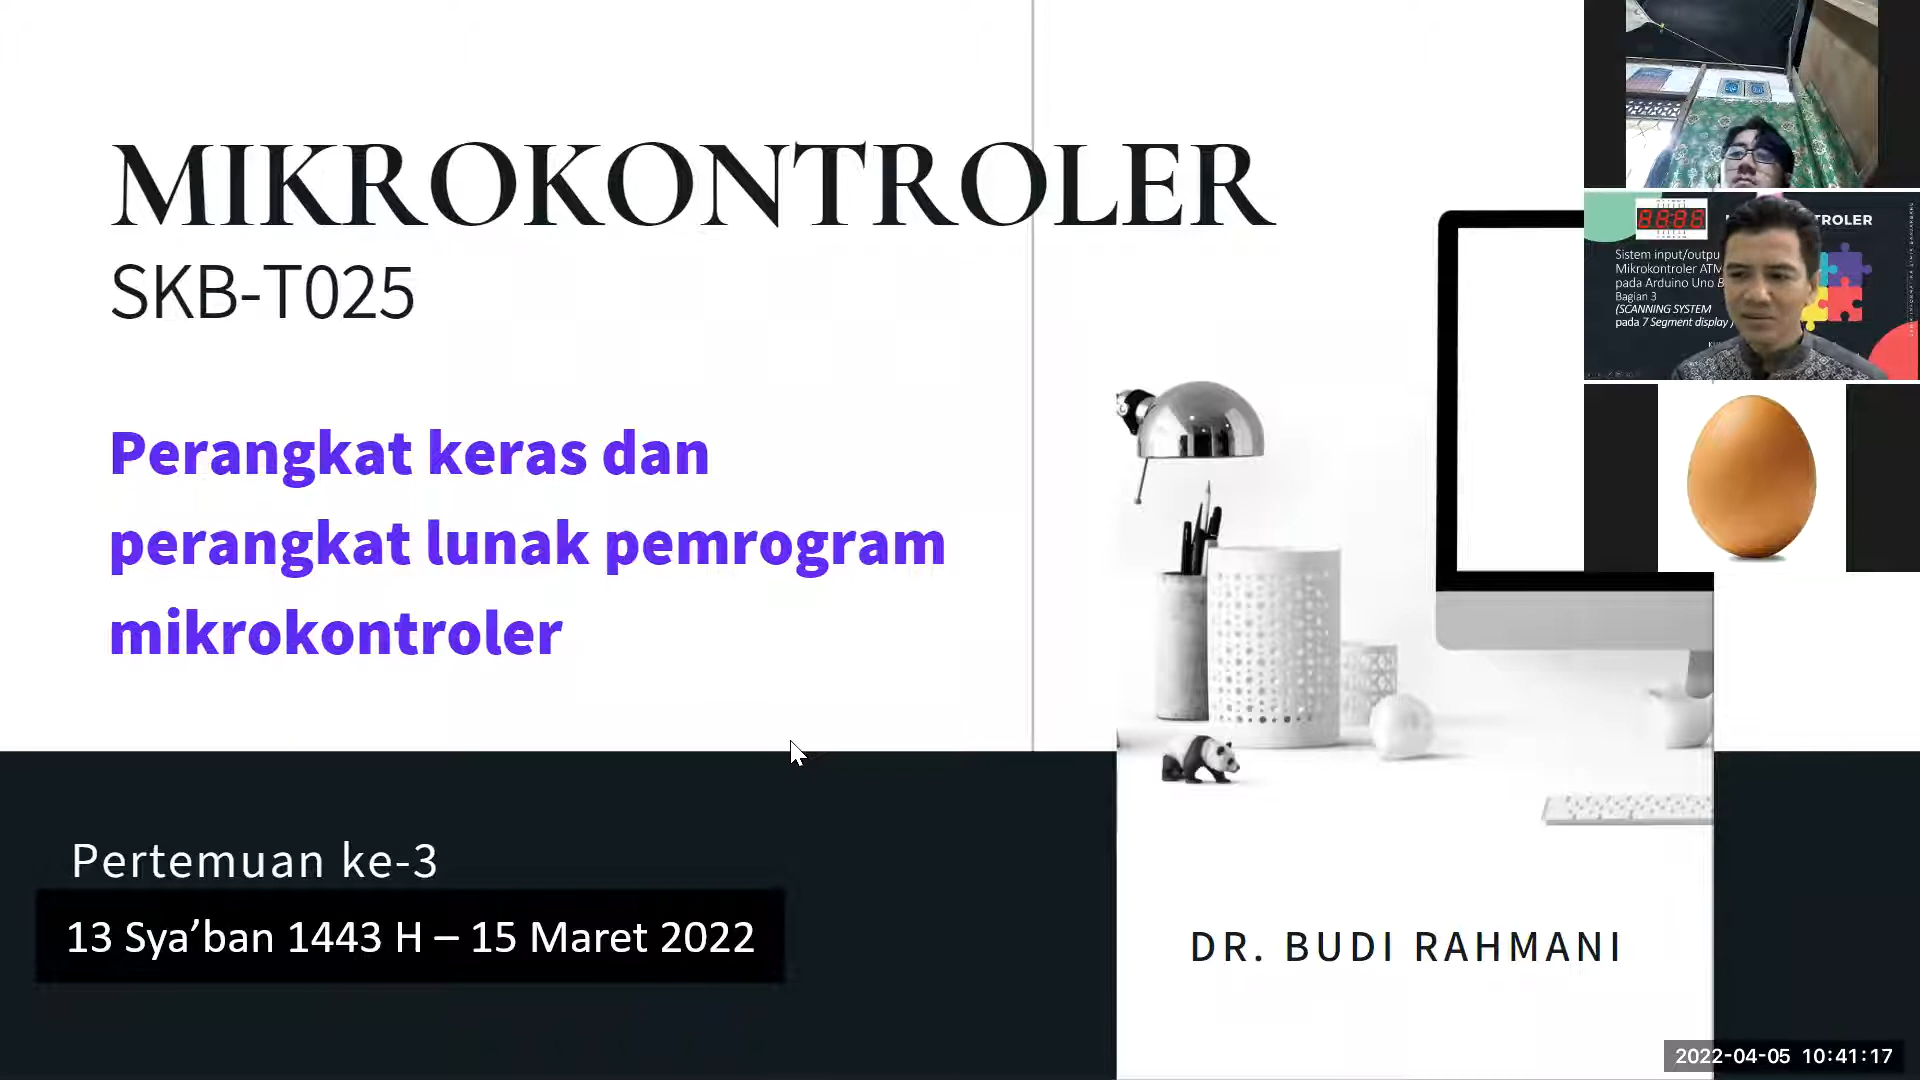 MIKROKONTROLER
SKB-T025
Perangkat keras dan
perangkat lunak pemrogram
mikrokontroler
Pertemuan ke-3
13 Sya’ban 1443 H – 15 Maret 2022
DR. BUDI RAHMANI
TROLER
Sistem input/outpu
Mikrokontroler ATM
pada Arduino Uno B
Bagian 3
(SCANNING SYSTEM
pada 7 Segment display )
2022-04-05 10:41:17